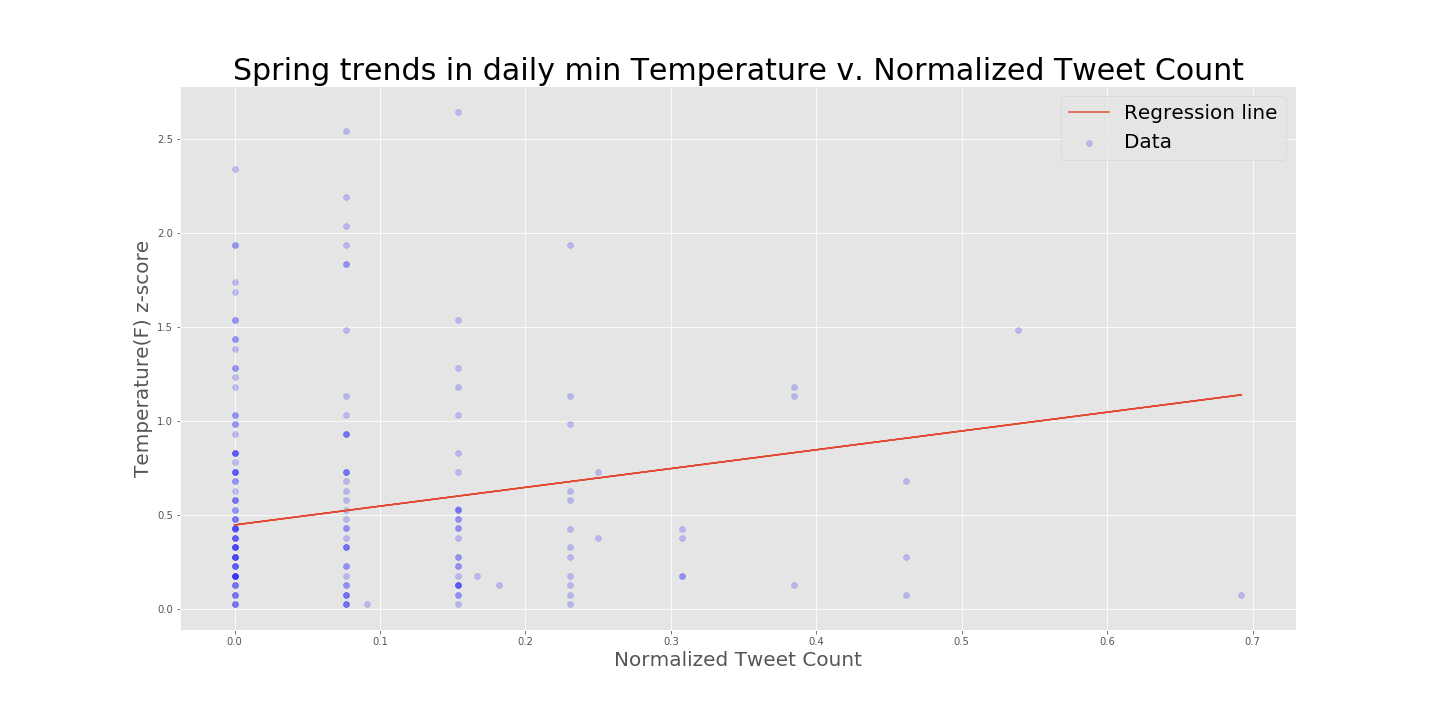 Spring trends in daily min Temperature v. Normalized Tweet Count
Regression line
Data
Temperature(F) z-score
2.5
2.0
1.5
1.0
0.5
0.0
0.0 0.1 0.2 0.3 0.4 0.5 0.6 0.7
Normalized Tweet Count